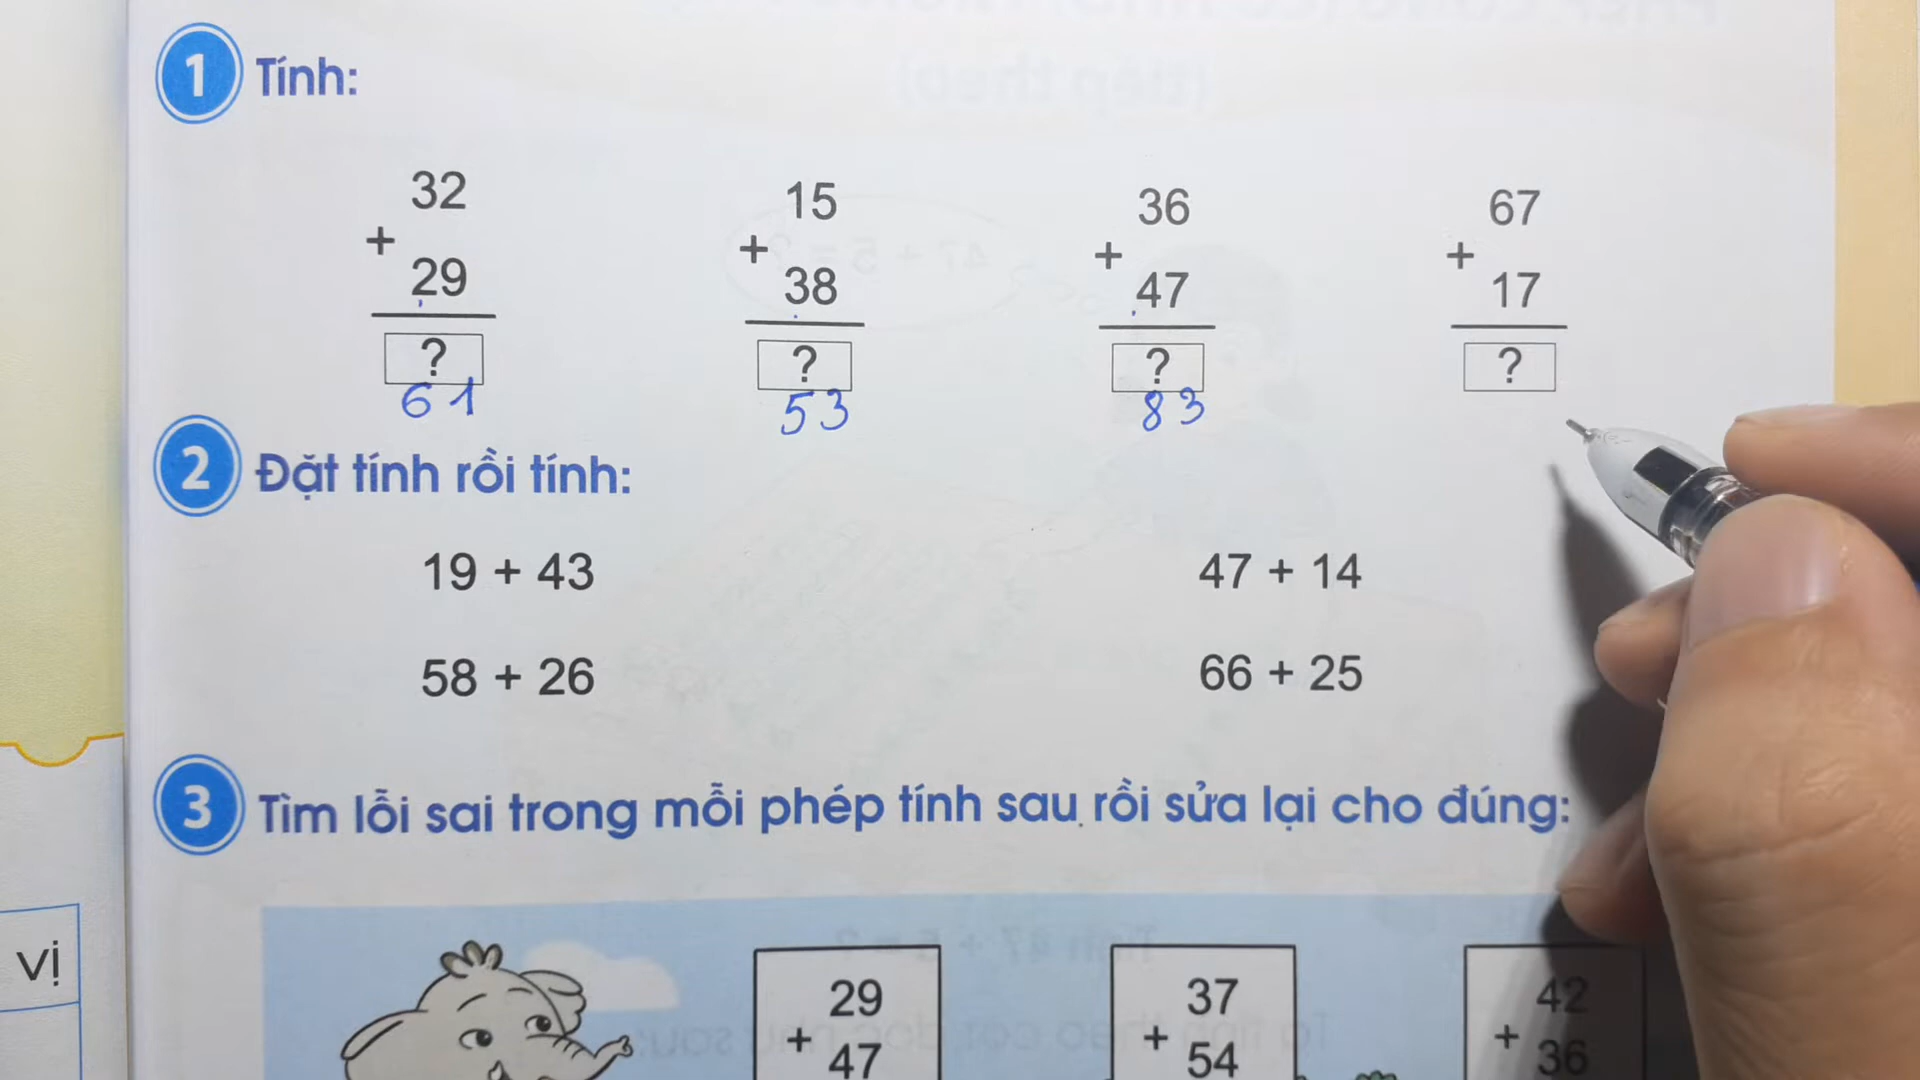 1 Tính:
32 15 36 67
+ + + +
29 38 47 17
? ? ? ?
61 53 83
2 Đặt tính rồi tính:
19 + 43 47 + 14
58 + 26 66 + 25
3 Tìm lỗi sai trong mỗi phép tính sau rồi sửa lại cho đúng:
vị
29 37 42
+ + +
47 54 36